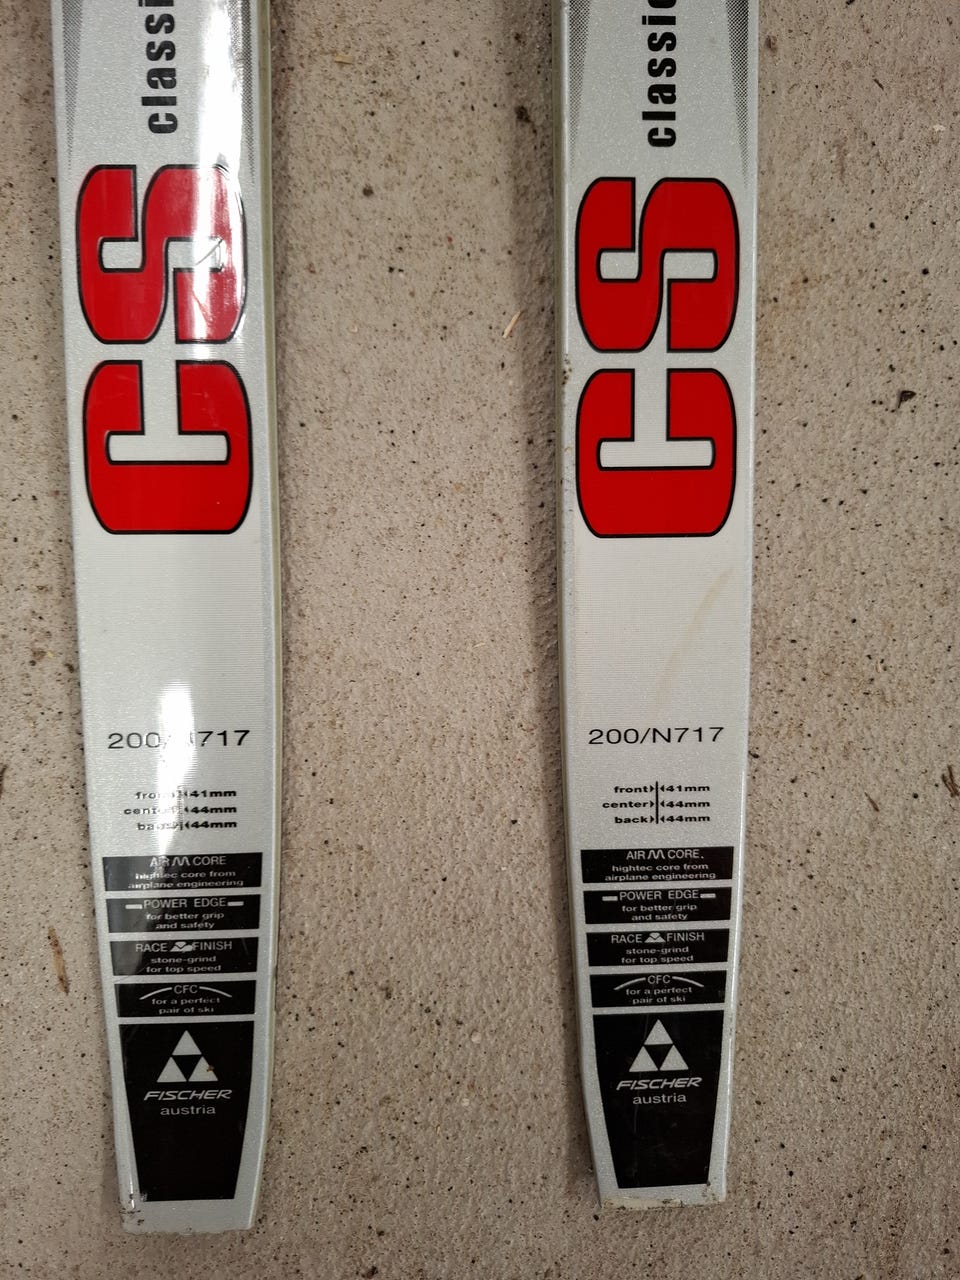 classi
CS
200/N717
front 41mm
center 44mm
back 44mm
AIR CORE
hightec core from
airplane engineering
POWER EDGE
for better grip
and safety
RACE FINISH
stone-grind
for top speed
CFC
for a perfect
pair of ski
FISCHER
austria
classic
CS
200/N717
front 41mm
center 44mm
back 44mm
AIR CORE
hightec core from
airplane engineering
POWER EDGE
for better grip
and safety
RACE FINISH
stone-grind
for top speed
CFC
for a perfect
pair of ski
FISCHER
austria